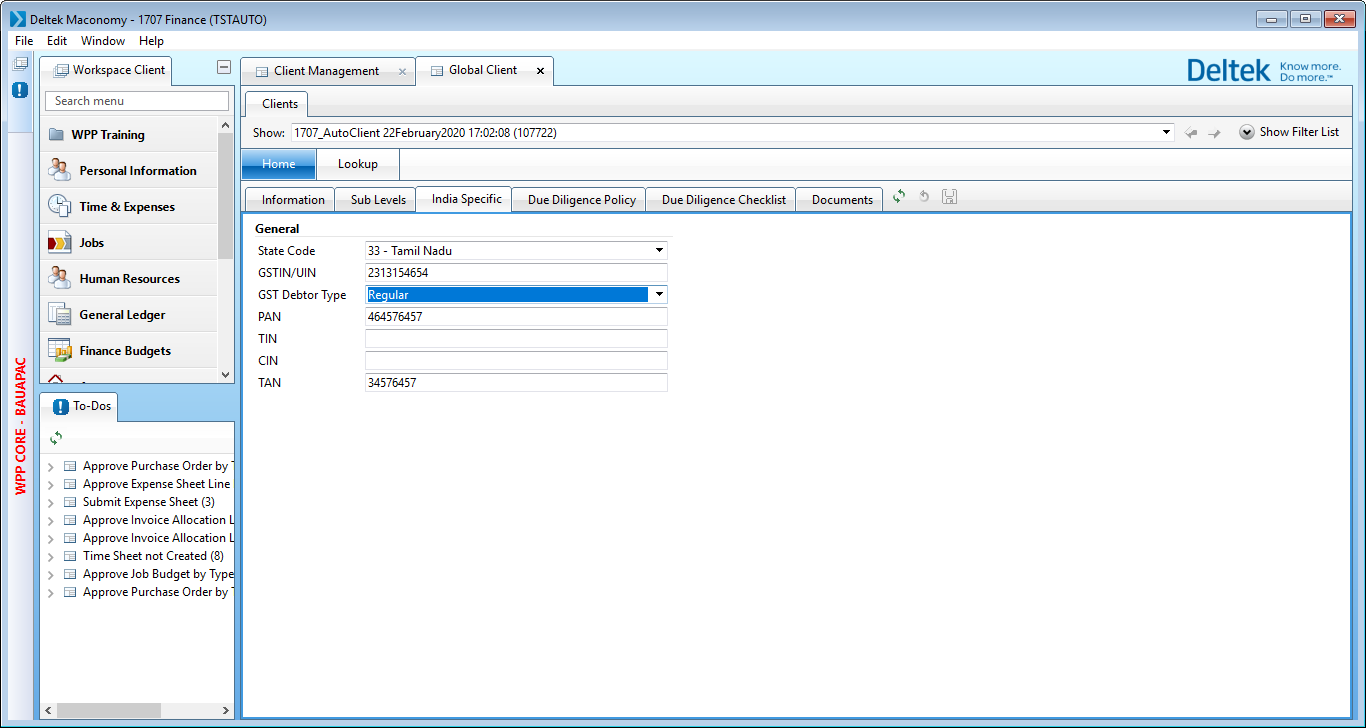 Deltek Maconomy - 1707 Finance (TSTAUTO)
File Edit Window Help
Workspace Client
Client Management
Global Client
Deltek Know more. Do more.™
Search menu
WPP Training
Personal Information
Time & Expenses
Jobs
Human Resources
General Ledger
Finance Budgets
WPP CORE - BAUAPAC
To-Dos
Approve Purchase Order by
Approve Expense Sheet Line
Submit Expense Sheet (3)
Approve Invoice Allocation L
Approve Invoice Allocation L
Time Sheet not Created (8)
Approve Job Budget by Type
Approve Purchase Order by
Clients
Show: 1707_AutoClient 22February2020 17:02:08 (107722) Show Filter List
Home Lookup
Information Sub Levels India Specific Due Diligence Policy Due Diligence Checklist Documents
General
State Code 33 - Tamil Nadu
GSTIN/UIN 2313154654
GST Debtor Type Regular
PAN 464576457
TIN
CIN
TAN 34576457